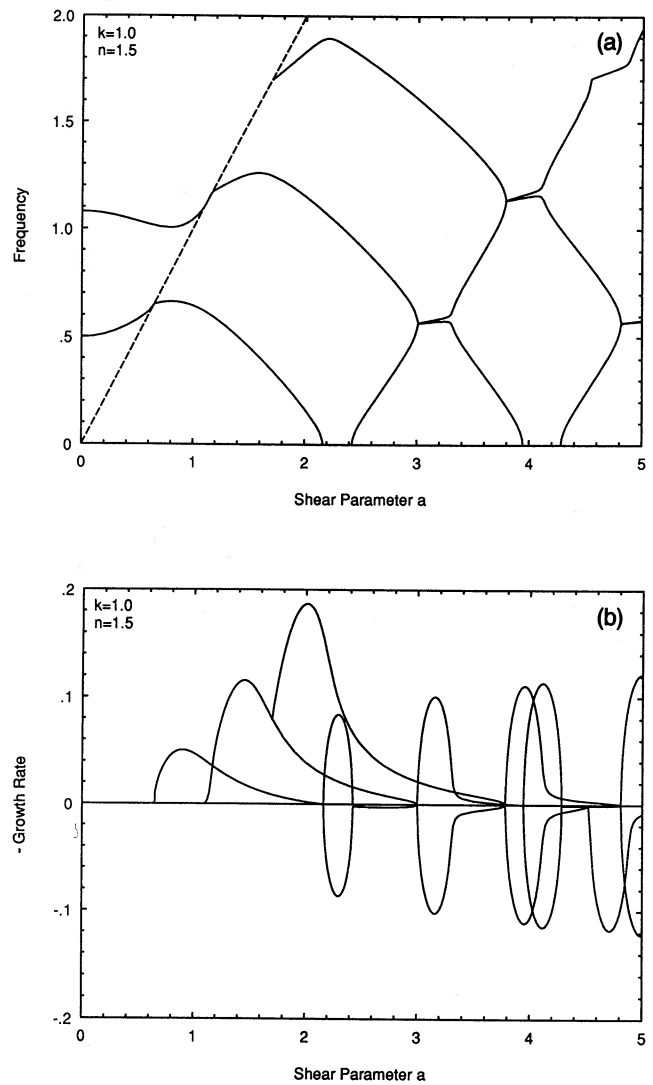 2.0
k=1.0
n=1.5
(a)
1.5
1.0
.5
0
Frequency
0 1 2 3 4 5
Shear Parameter a
.2
k=1.0
n=1.5
(b)
.1
0
-.1
-.2
- Growth Rate
0 1 2 3 4 5
Shear Parameter a